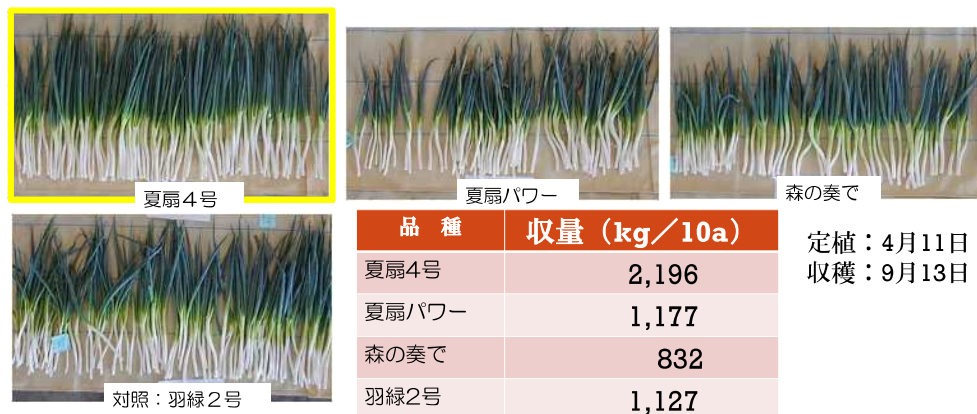 夏扇4号
夏扇パワー
森の奏で
対照：羽緑2号
品 種 収量（kg／10a）
夏扇4号 2,196
夏扇パワー 1,177
森の奏で 832
羽緑2号 1,127
定植：4月11日
収穫：9月13日